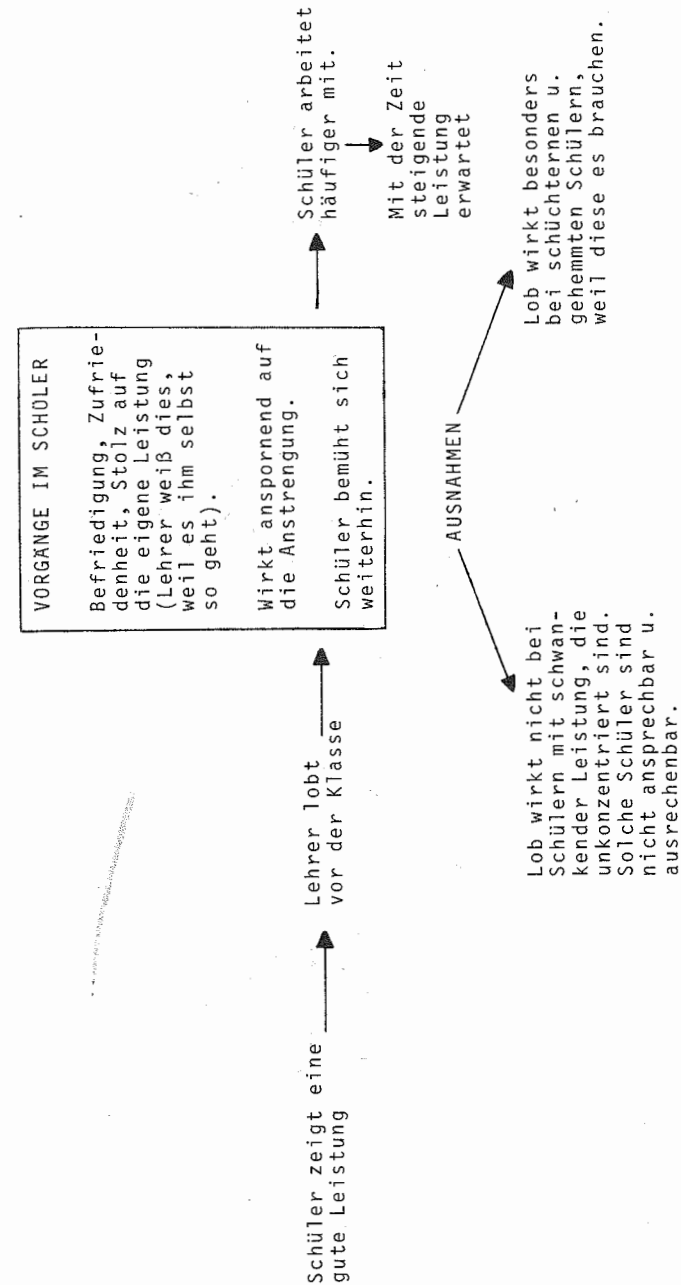 Schüler zeigt eine
gute Leistung
Lehrer lobt
vor der Klasse
VORGÄNGE IM SCHÜLER
Befriedigung, Zufrie-
denheit, Stolz auf
die eigene Leistung
(Lehrer weiß dies,
weil es ihm selbst
so geht).
Wirkt anspornend auf
die Anstrengung.
Schüler bemüht sich
weiterhin.
Schüler arbeitet
häufiger mit.
Mit der Zeit
steigende
Leistung
erwartet
AUSNAHMEN
Lob wirkt nicht bei
Schülern mit schwan-
kender Leistung, die
unkonzentriert sind.
Solche Schüler sind
nicht ansprechbar u.
ausrechenbar.
Lob wirkt besonders
bei schüchternen u.
gehemmten Schülern,
weil diese es brauchen.